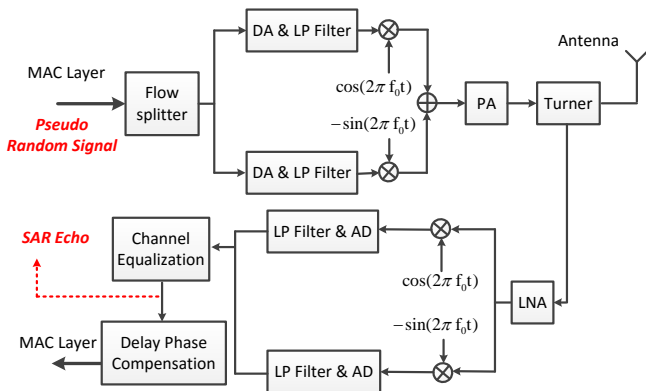 DA & LP Filter
Antenna
MAC Layer
cos(2π f₀t)
Flow
splitter
PA
Turner
Pseudo
Random Signal
−sin(2π f₀t)
DA & LP Filter
SAR Echo
Channel
Equalization
LP Filter & AD
cos(2π f₀t)
LNA
−sin(2π f₀t)
MAC Layer
Delay Phase
Compensation
LP Filter & AD